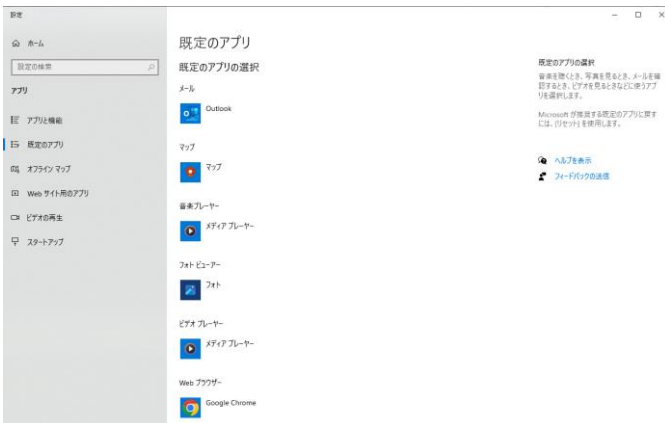 設定
ホーム
設定の検索
アプリ
アプリと機能
既定のアプリ
オフライン マップ
Web サイト用のアプリ
ビデオの再生
スタートアップ
既定のアプリ
既定のアプリの選択
メール
Outlook
マップ
マップ
音楽プレーヤー
メディア プレーヤー
フォト ビューアー
フォト
ビデオ プレーヤー
メディア プレーヤー
Web ブラウザー
Google Chrome
既定のアプリの選択
音楽を聴くとき、写真を見るとき、メールを確
認するとき、ビデオを見るときなどに使うアプ
リを選択します。
Microsoft が推奨する既定のアプリに戻す
には、[リセット] を使用します。
ヘルプを表示
フィードバックの送信